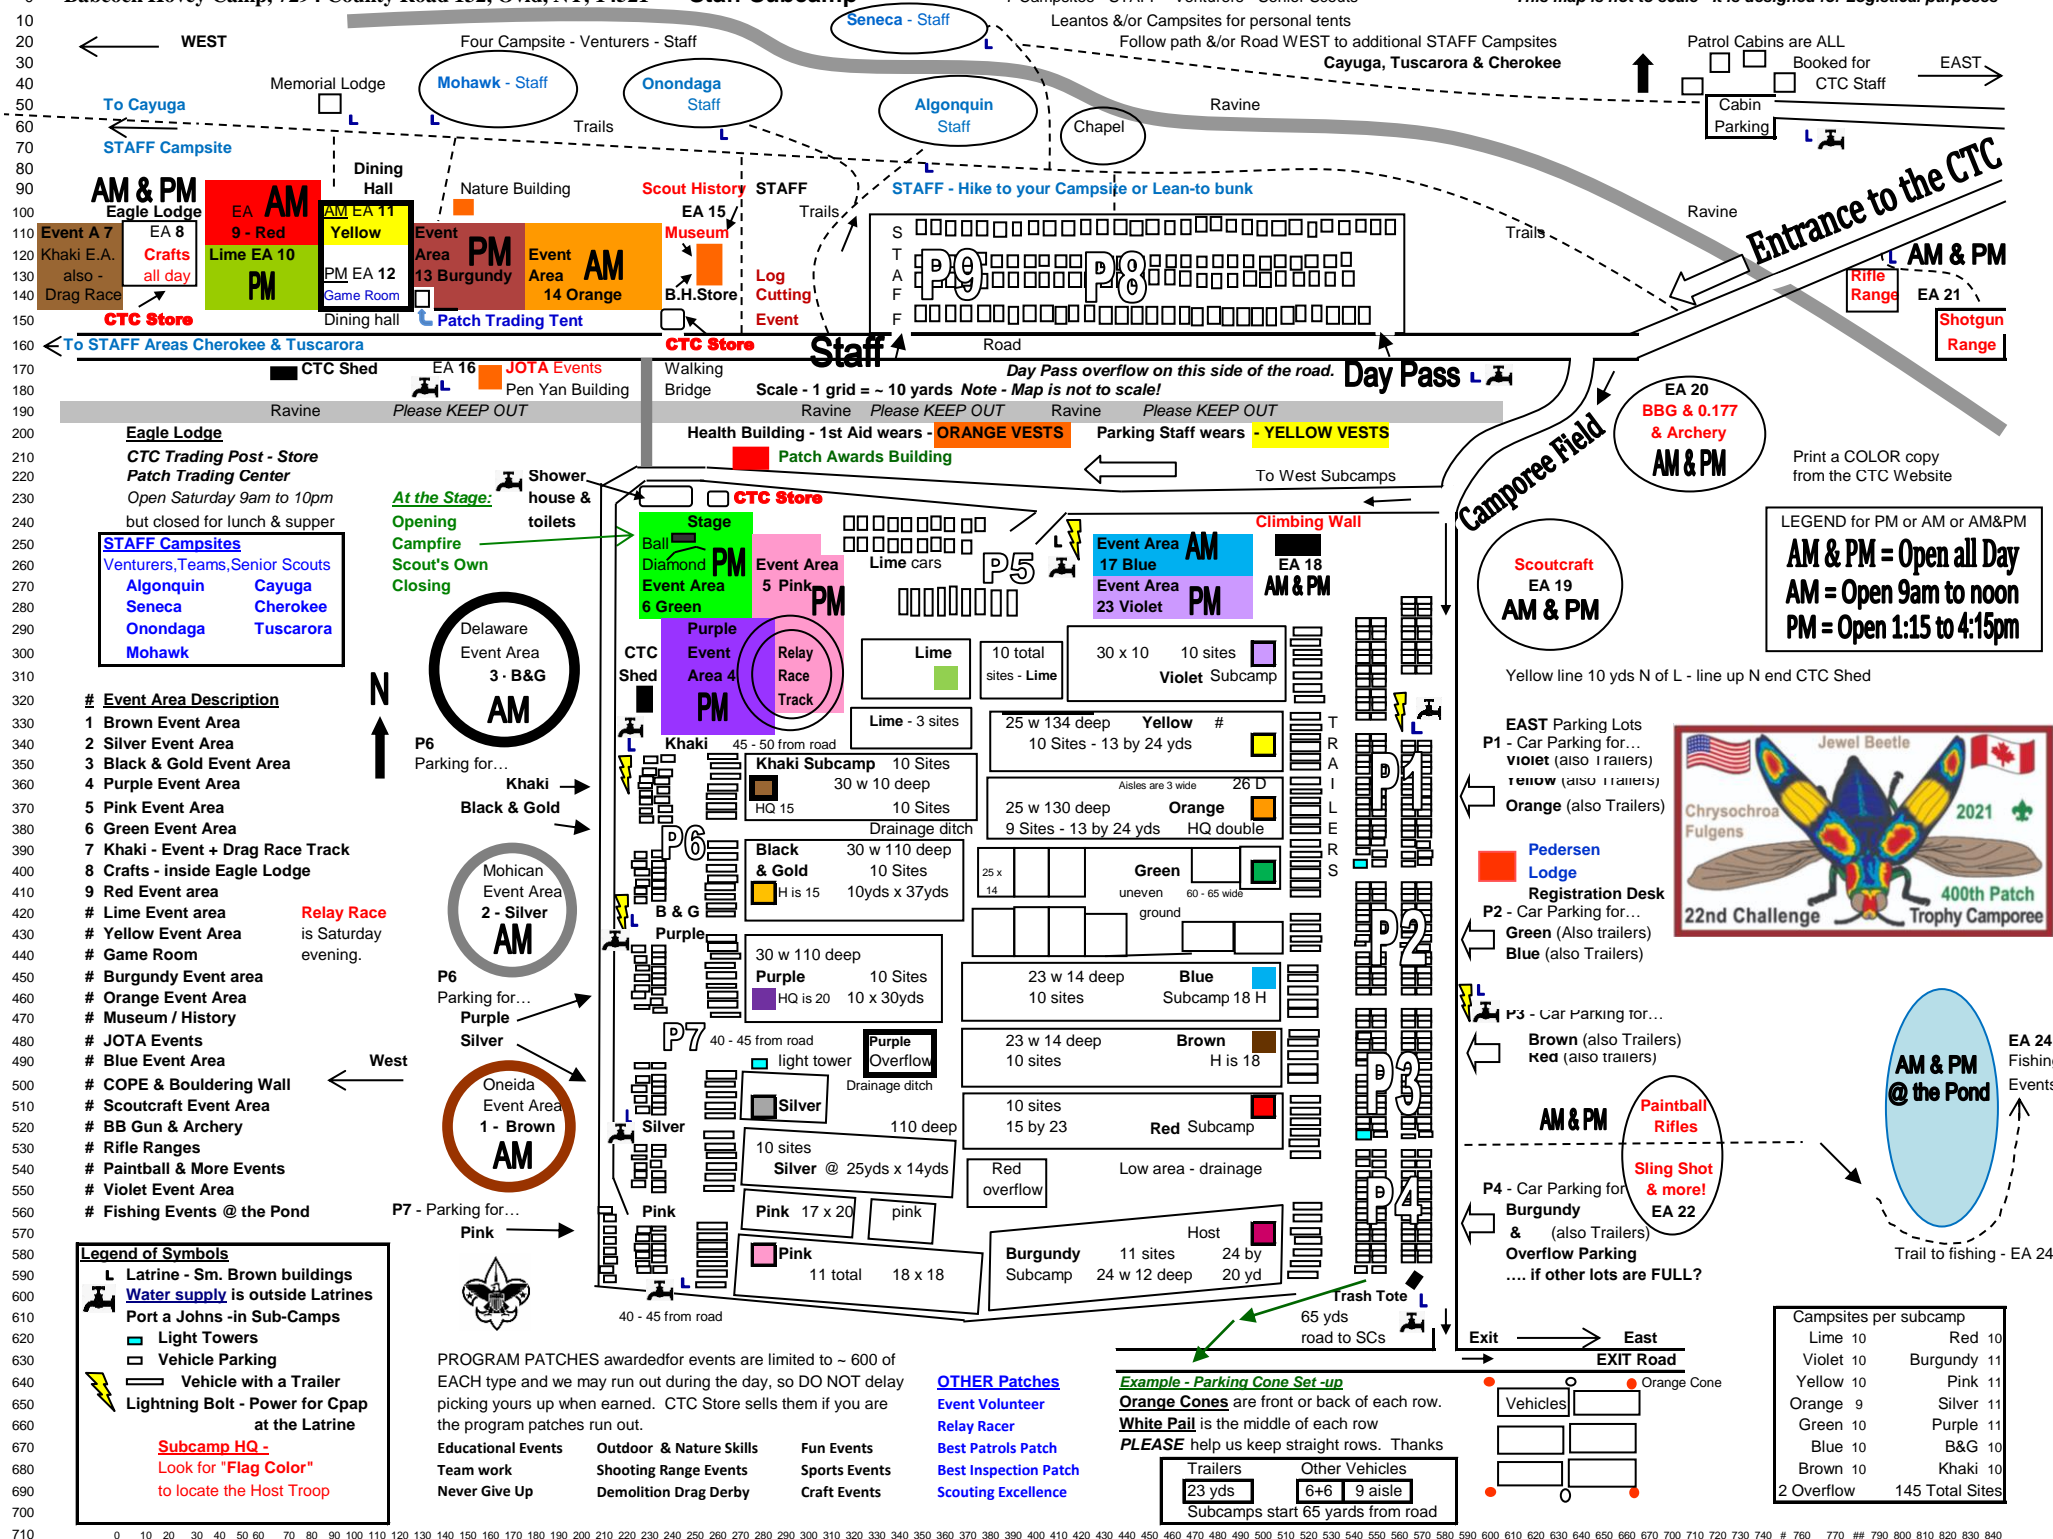 Babcock Hovey Camp, 7294 County Road 132, Ovid, NY, 14521
Staff Subcamp
Campsites - STAFF - Venturers - Senior Scouts
This map is not to scale - it is designed for Logistical purposes
Seneca - Staff
Leantos &/or Campsites for personal tents
WEST
Four Campsite - Venturers - Staff
Follow path &/or Road WEST to additional STAFF Campsites
Cayuga, Tuscarora & Cherokee
Patrol Cabins are ALL
Booked for
CTC Staff
EAST
Memorial Lodge
Mohawk - Staff
Onondaga
Staff
Algonquin
Staff
Chapel
Ravine
Cabin
Parking
L
To Cayuga
STAFF Campsite
Trails
Entrance to the CTC
Dining
Hall
AM & PM
Eagle Lodge
EA
9 - Red
AM
AM EA 11
Yellow
Nature Building
Scout History
STAFF
EA 15
Museum
Trails
STAFF - Hike to your Campsite or Lean-to bunk
Ravine
Trails
Event A 7
Khaki E.A.
also -
Drag Race
EA 8
Crafts
all day
CTC Store
Lime EA 10
PM
PM EA 12
Game Room
Dining hall
Event
Area
13 Burgundy
PM
Event
Area
14 Orange
AM
B.H.Store
Log
Cutting
Event
S
T
A
F
F
P9
P8
AM & PM
Rifle
Range
EA 21
Shotgun
Range
Patch Trading Tent
To STAFF Areas Cherokee & Tuscarora
CTC Store
Staff
Road
CTC Shed
EA 16
JOTA Events
Pen Yan Building
Walking
Bridge
Day Pass overflow on this side of the road.
Day Pass
Scale - 1 grid = ~ 10 yards Note - Map is not to scale!
Ravine
Please KEEP OUT
Ravine
Please KEEP OUT
Ravine
Please KEEP OUT
EA 20
BBG & 0.177
& Archery
AM & PM
Eagle Lodge
CTC Trading Post - Store
Patch Trading Center
Open Saturday 9am to 10pm
but closed for lunch & supper
Health Building - 1st Aid wears - ORANGE VESTS
Parking Staff wears - YELLOW VESTS
Patch Awards Building
To West Subcamps
Camporee Field
Print a COLOR copy
from the CTC Website
At the Stage:
Opening
Campfire
Scout's Own
Closing
Shower
house &
toilets
CTC Store
Stage
Ball
Diamond
PM
Event Area
6 Green
Event Area
5 Pink
PM
Lime cars
P5
L
Event Area
17 Blue
AM
Event Area
23 Violet
PM
Climbing Wall
EA 18
AM & PM
Scoutcraft
EA 19
AM & PM
LEGEND for PM or AM or AM&PM
AM & PM = Open all Day
AM = Open 9am to noon
PM = Open 1:15 to 4:15pm
STAFF Campsites
Venturers,Teams,Senior Scouts
Algonquin
Cayuga
Seneca
Cherokee
Onondaga
Tuscarora
Mohawk
Delaware
Event Area
3 - B&G
AM
CTC
Shed
Purple
Event
Area 4
PM
Relay
Race
Track
Lime
10 total
sites - Lime
30 x 10
10 sites
Violet Subcamp
Yellow line 10 yds N of L - line up N end CTC Shed
N
Lime - 3 sites
25 w 134 deep
Yellow #
10 Sites - 13 by 24 yds
# Event Area Description
1 Brown Event Area
2 Silver Event Area
3 Black & Gold Event Area
4 Purple Event Area
5 Pink Event Area
6 Green Event Area
7 Khaki - Event + Drag Race Track
8 Crafts - inside Eagle Lodge
9 Red Event area
# Lime Event area
# Yellow Event Area
# Game Room
# Burgundy Event area
# Orange Event Area
# Museum / History
# JOTA Events
# Blue Event Area
# COPE & Bouldering Wall
# Scoutcraft Event Area
# BB Gun & Archery
# Rifle Ranges
# Paintball & More Events
# Violet Event Area
# Fishing Events @ the Pond
Relay Race
is Saturday
evening.
West
P6
Parking for…
Khaki
Black & Gold
Mohican
Event Area
2 - Silver
AM
P6
Parking for…
Purple
Silver
Oneida
Event Area
1 - Brown
AM
P7 - Parking for…
Pink
Khaki
45 - 50 from road
Khaki Subcamp
10 Sites
30 w 10 deep
HQ 15
10 Sites
Aisles are 3 wide
26 D
25 w 130 deep
Orange
9 Sites - 13 by 24 yds
HQ double
Drainage ditch
P6
Black
& Gold
30 w 110 deep
10 Sites
H is 15
10yds x 37yds
25 x
14
Green
uneven
60 - 65 wide
ground
B & G
Purple
30 w 110 deep
Purple
10 Sites
HQ is 20
10 x 30yds
23 w 14 deep
Blue
10 sites
Subcamp 18 H
P7
40 - 45 from road
light tower
Purple
Overflow
Drainage ditch
23 w 14 deep
Brown
10 sites
H is 18
Silver
Silver
110 deep
10 sites
Silver @ 25yds x 14yds
10 sites
15 by 23
Red Subcamp
Red
overflow
Low area - drainage
Pink
Pink 17 x 20
pink
Pink
11 total
18 x 18
Host
Burgundy
11 sites
24 by
Subcamp
24 w 12 deep
20 yd
40 - 45 from road
T
R
A
I
L
E
R
S
P1
P2
P3
P4
EAST Parking Lots
P1 - Car Parking for…
Violet (also Trailers)
Yellow (also Trailers)
Orange (also Trailers)
Pedersen
Lodge
Registration Desk
P2 - Car Parking for…
Green (Also trailers)
Blue (also Trailers)
P3 - Car Parking for…
Brown (also Trailers)
Red (also trailers)
AM & PM
Paintball
Rifles
Sling Shot
& more!
EA 22
P4 - Car Parking for
Burgundy
& (also Trailers)
Overflow Parking
…. if other lots are FULL?
Jewel Beetle
Chrysochroa
Fulgens
2021
400th Patch
22nd Challenge
Trophy Camporee
AM & PM
@ the Pond
EA 24
Fishin
Events
Trail to fishing - EA 24
Trash Tote
65 yds
road to SCs
Exit
East
EXIT Road
Legend of Symbols
L Latrine - Sm. Brown buildings
Water supply is outside Latrines
Port a Johns -in Sub-Camps
Light Towers
Vehicle Parking
Vehicle with a Trailer
Lightning Bolt - Power for Cpap
at the Latrine
Subcamp HQ -
Look for "Flag Color"
to locate the Host Troop
PROGRAM PATCHES awardedfor events are limited to ~ 600 of
EACH type and we may run out during the day, so DO NOT delay
picking yours up when earned. CTC Store sells them if you are
the program patches run out.
Educational Events
Outdoor & Nature Skills
Fun Events
Team work
Shooting Range Events
Sports Events
Never Give Up
Demolition Drag Derby
Craft Events
OTHER Patches
Event Volunteer
Relay Racer
Best Patrols Patch
Best Inspection Patch
Scouting Excellence
Example - Parking Cone Set -up
Orange Cones are front or back of each row.
White Pail is the middle of each row
PLEASE help us keep straight rows. Thanks
Trailers
Other Vehicles
23 yds
6+6
9 aisle
Subcamps start 65 yards from road
Vehicles
Orange Cone
Campsites per subcamp
Lime 10
Red 10
Violet 10
Burgundy 11
Yellow 10
Pink 11
Orange 9
Silver 11
Green 10
Purple 11
Blue 10
B&G 10
Brown 10
Khaki 10
2 Overflow
145 Total Sites